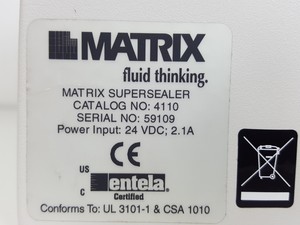 MATRIX
fluid thinking.
MATRIX SUPERSEALER
CATALOG NO: 4110
SERIAL NO: 59109
Power Input: 24 VDC; 2.1A
CE
US
C
entela
Certified
Conforms To: UL 3101-1 & CSA 1010